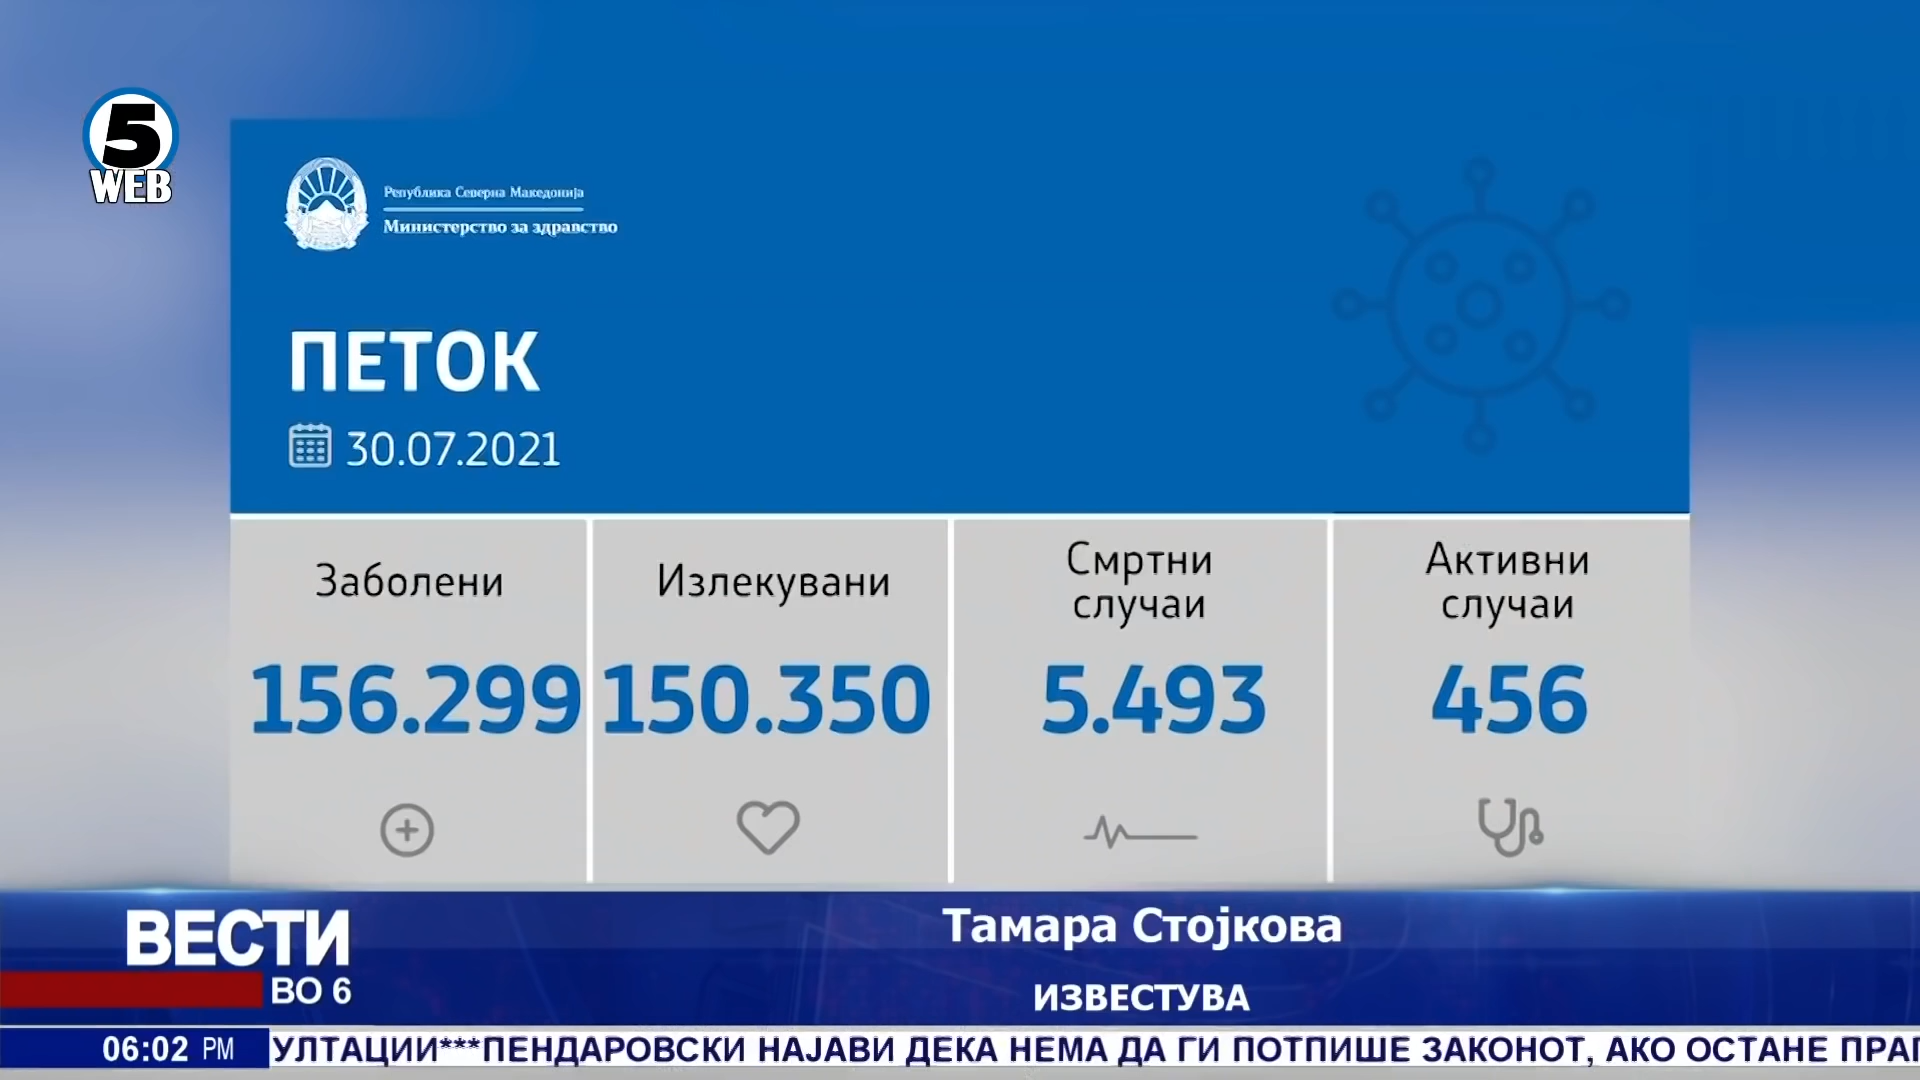 5
WEB
Република Северна Македонија
Министерство за здравство
ПЕТОК
30.07.2021
Заболени
156.299
Излекувани
150.350
Смртни
случаи
5.493
Активни
случаи
456
ВЕСТИ
ВО 6
Тамара Стојкова
ИЗВЕСТУВА
06:02 PM
УЛТАЦИИ***ПЕНДАРОВСКИ НАЈАВИ ДЕКА НЕМА ДА ГИ ПОТПИШЕ ЗАКОНОТ, АКО ОСТАНЕ ПРАГ